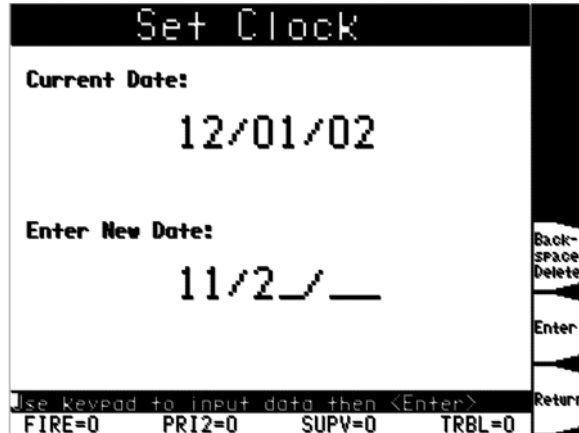 Set Clock
Current Date:
12/01/02
Enter New Date:
11/2_/__
Back-
space
Delete
Enter
Return
Use keypad to input data then <Enter>
FIRE=0 PRI2=0 SUPV=0 TRBL=0